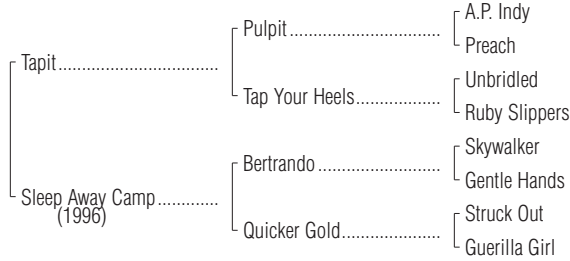 A.P. Indy
Pulpit
Preach
Tapit
Unbridled
Tap Your Heels
Ruby Slippers
Skywalker
Bertrando
Gentle Hands
Sleep Away Camp
(1996)
Struck Out
Quicker Gold
Guerilla Girl